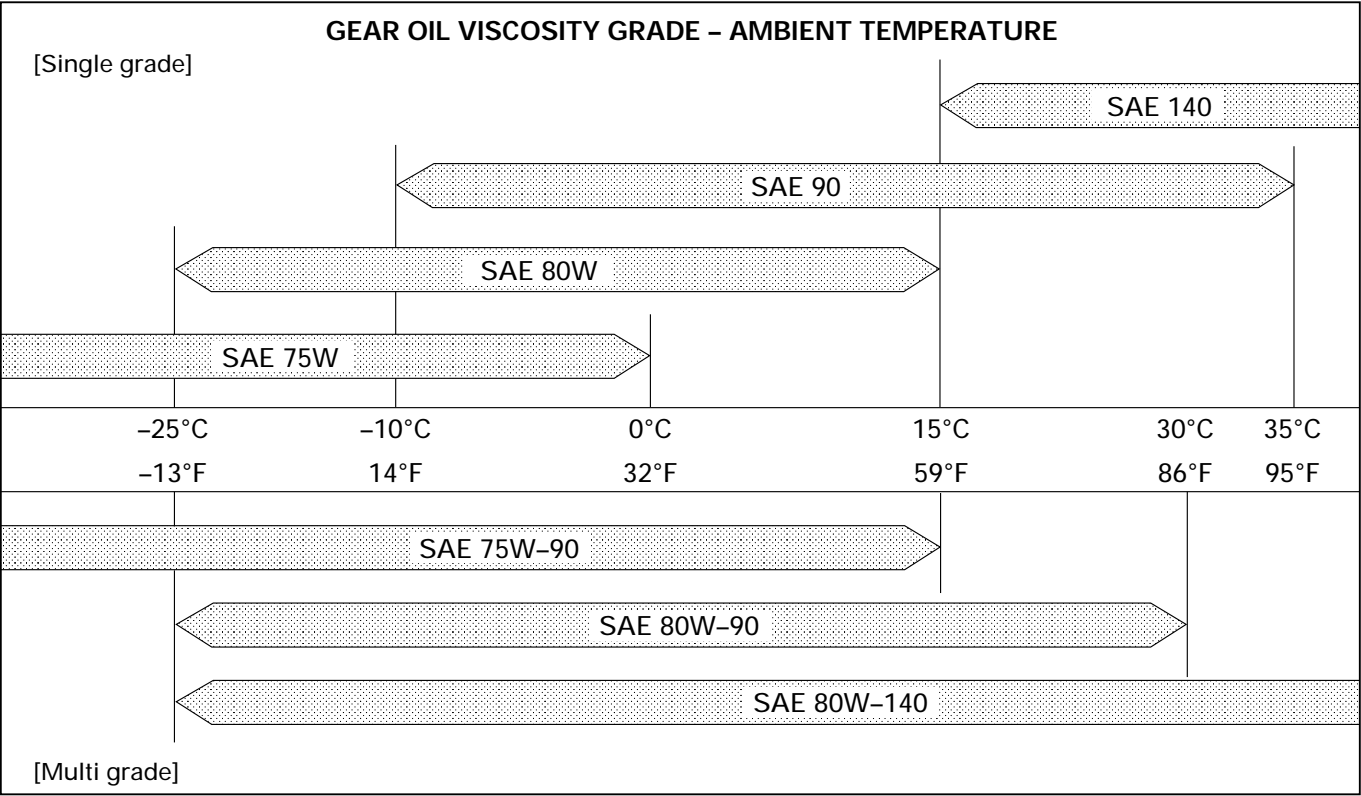 GEAR OIL VISCOSITY GRADE – AMBIENT TEMPERATURE
[Single grade]
SAE 140
SAE 90
SAE 80W
SAE 75W
–25°C –10°C 0°C 15°C 30°C 35°C
–13°F 14°F 32°F 59°F 86°F 95°F
SAE 75W–90
SAE 80W–90
SAE 80W–140
[Multi grade]